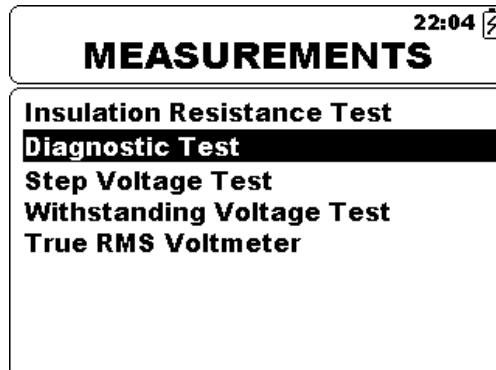 22:04
MEASUREMENTS
Insulation Resistance Test
Diagnostic Test
Step Voltage Test
Withstanding Voltage Test
True RMS Voltmeter